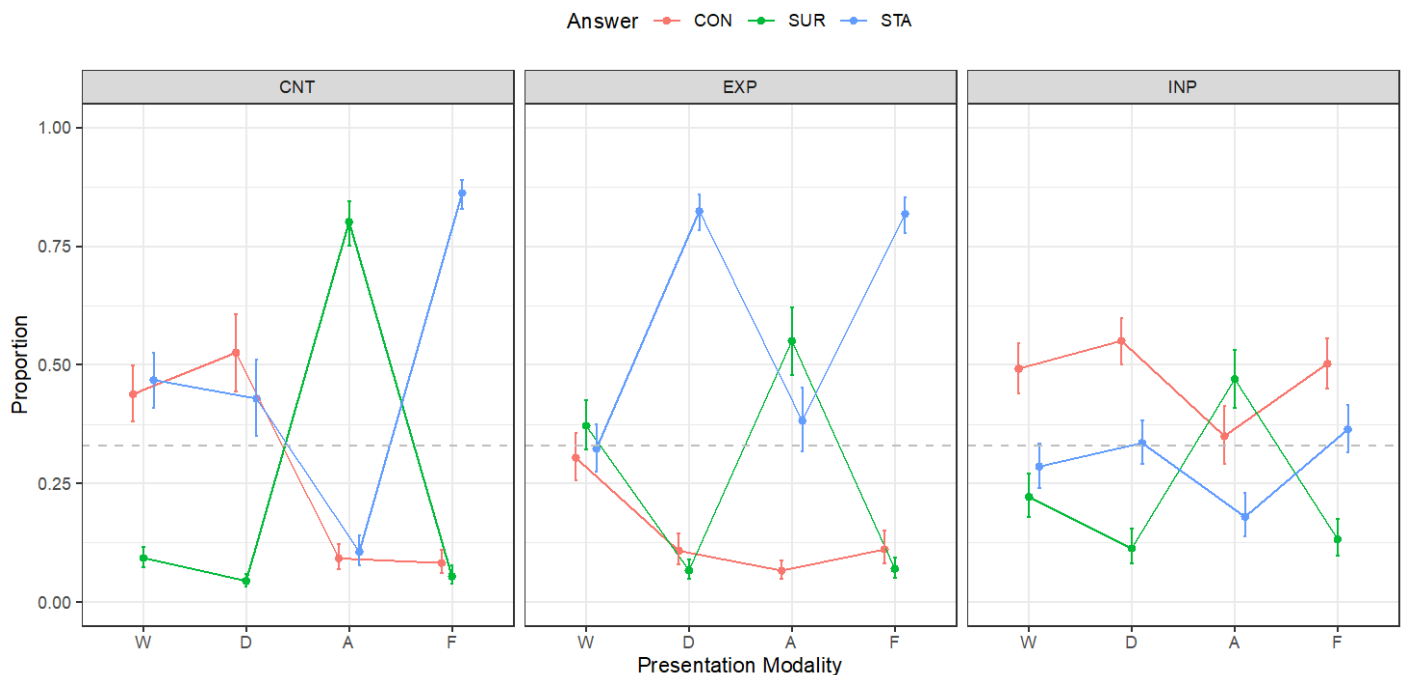 Answer CON SUR STA
CNT EXP INP
1.00
0.75
0.50
0.25
0.00
Proportion
W D A F W D A F W D A F
Presentation Modality